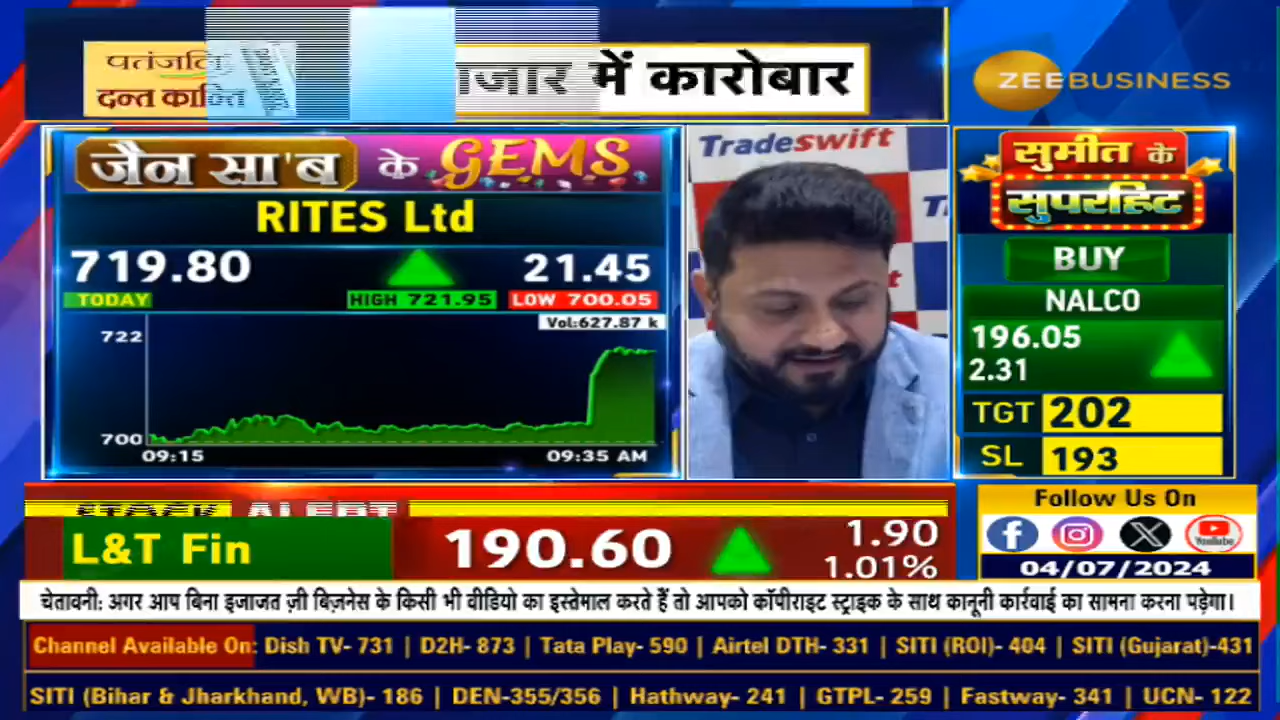 पतंजलि
दन्त कान्ति
में कारोबार
ZEEBUSINESS
जैन सा'ब के GEMS
RITES Ltd
719.80 21.45
TODAY HIGH 721.95 LOW 700.05
Vol:627.87 k
722
700
09:15 09:35 AM
Tradeswift
सुमीत के
सुपरहिट
BUY
NALCO
196.05
2.31
TGT 202
SL 193
STOCK ALERT
L&T Fin 190.60 1.90
1.01%
Follow Us On
YouTube
04/07/2024
चेतावनी: अगर आप बिना इजाजत ज़ी बिज़नेस के किसी भी वीडियो का इस्तेमाल करते हैं तो आपको कॉपीराइट स्ट्राइक के साथ कानूनी कार्रवाई का सामना करना पड़ेगा।
Channel Available On: Dish TV- 731 | D2H- 873 | Tata Play- 590 | Airtel DTH- 331 | SITI (ROI)- 404 | SITI (Gujarat)-431
SITI (Bihar & Jharkhand, WB)- 186 | DEN-355/356 | Hathway- 241 | GTPL- 259 | Fastway- 341 | UCN- 122